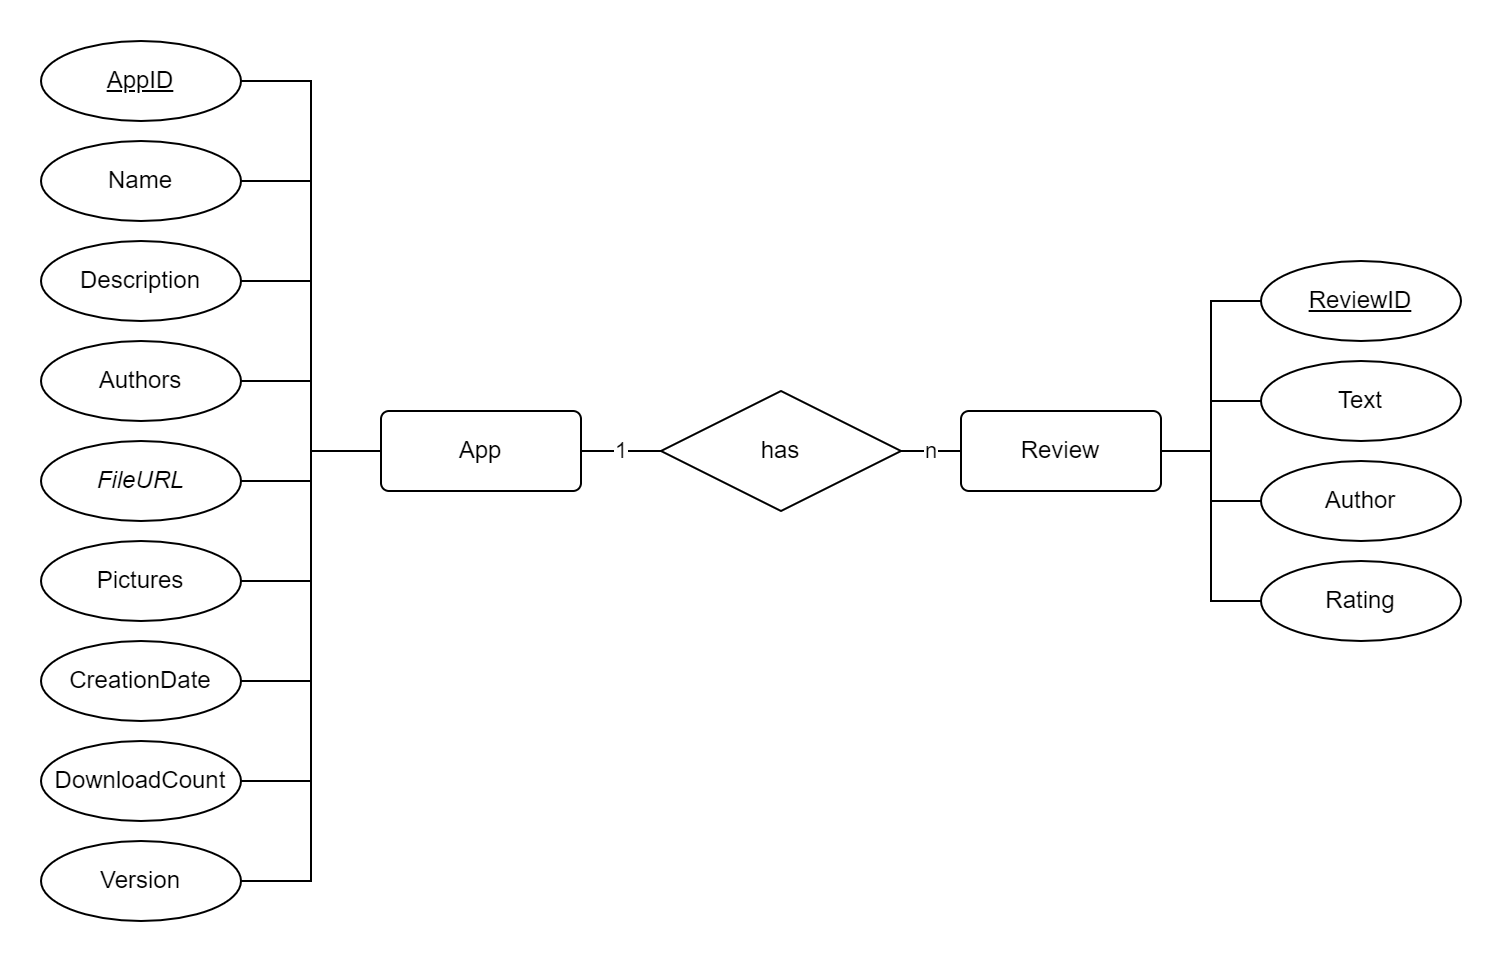 AppID
Name
Description
Authors
FileURL
Pictures
CreationDate
DownloadCount
Version
App
1
has
n
Review
ReviewID
Text
Author
Rating